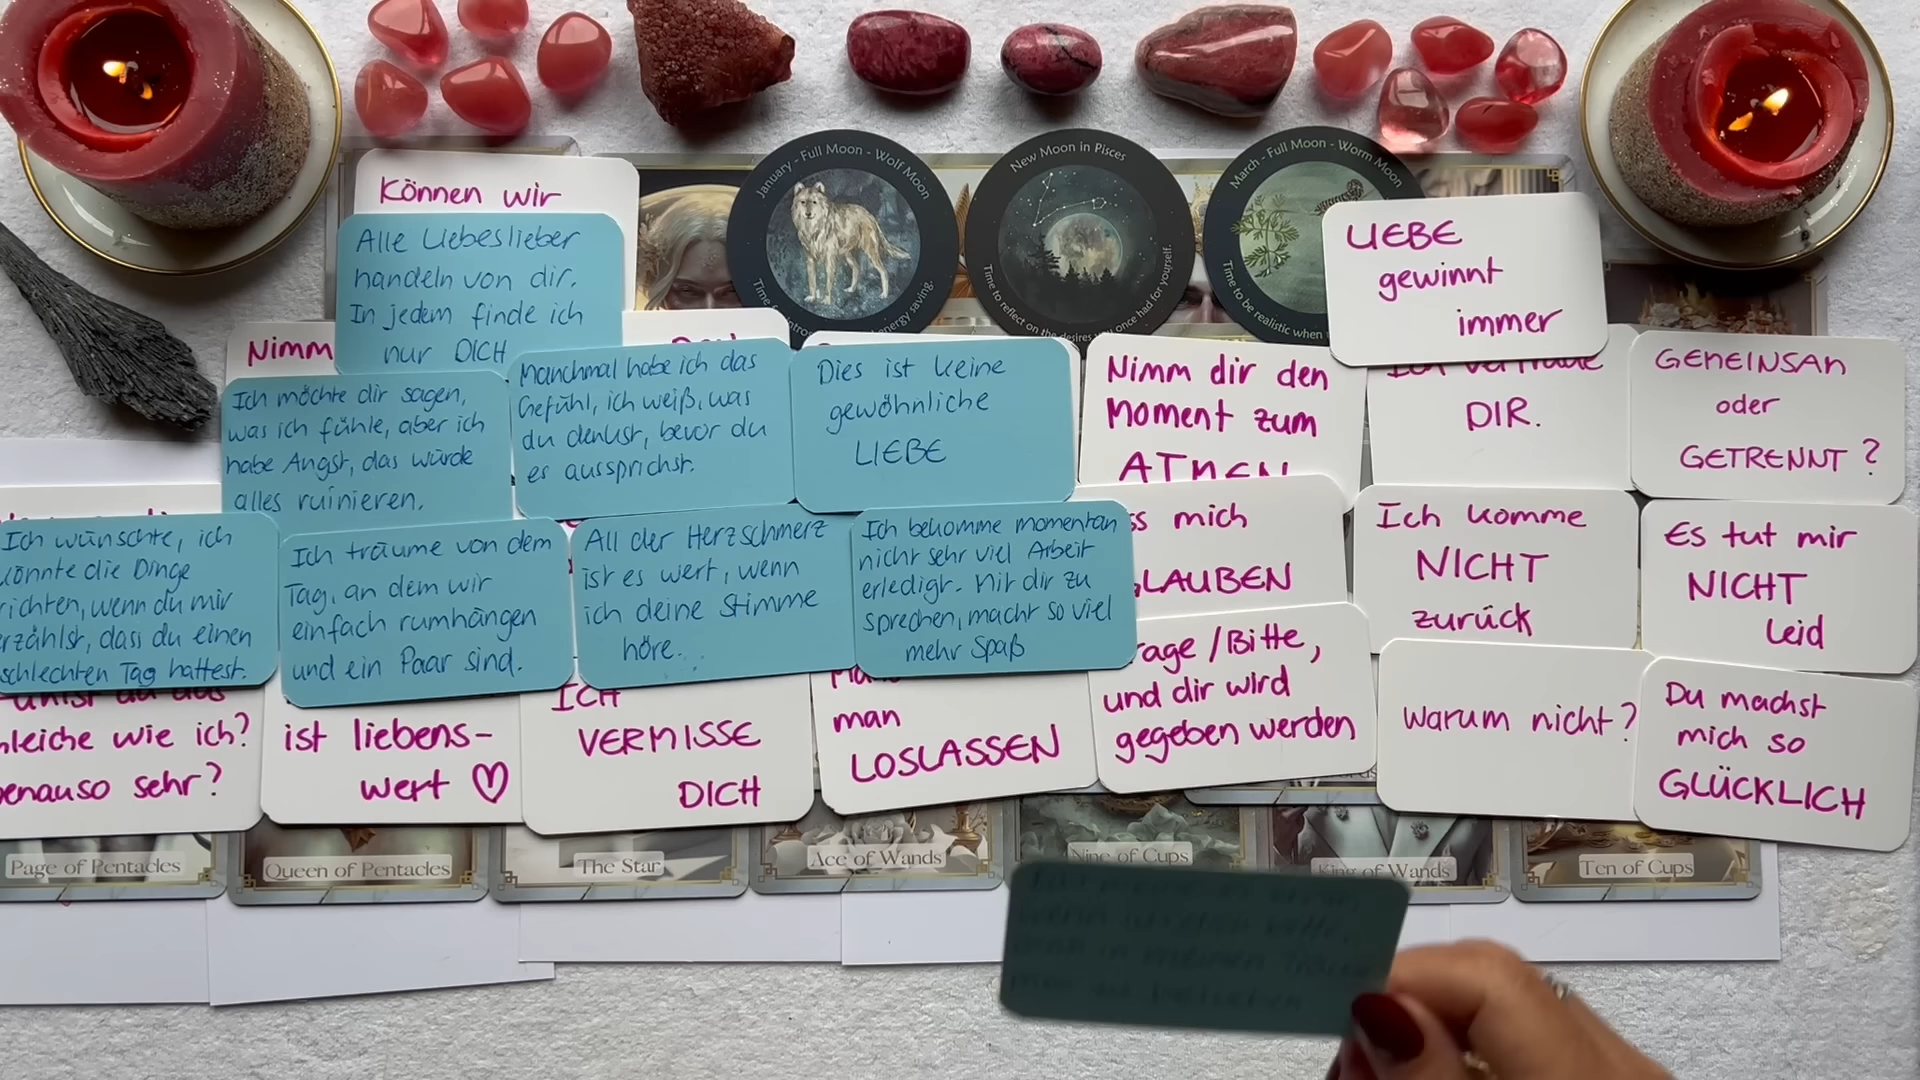 Können wir
Alle Liebeslieber
handeln von dir.
In jedem finde ich
nur DICH
January - Full Moon - Wolf Moon
energy saving.
New Moon in Pisces
Time to reflect on the desires you once had for yourself.
March - Full Moon - Worm Moon
Time to be realistic when
LIEBE
gewinnt
immer
Nimm
Ich möchte dir sagen,
was ich fühle, aber ich
habe Angst, das würde
alles ruinieren.
Manchmal habe ich das
Gefühl, ich weiß, was
du denkst, bevor du
es aussprichst.
Dies ist keine
gewöhnliche
LIEBE
Nimm dir den
Moment zum
ATMEN
DIR.
GEMEINSAM
oder
GETRENNT ?
Ich wünschte, ich
könnte die Dinge
richten, wenn du mir
erzählst, dass du einen
schlechten Tag hattest.
Ich träume von dem
Tag, an dem wir
einfach rumhängen
und ein Paar sind.
All der Herzschmerz
ist es wert, wenn
ich deine Stimme
höre.
Ich bekomme momentan
nicht sehr viel Arbeit
erledigt. Mit dir zu
sprechen, macht so viel
mehr Spaß
ss mich
GLAUBEN
Ich komme
NICHT
zurück
Es tut mir
NICHT
Leid
leiche wie ich?
enauso sehr?
ist liebens-
wert ♡
ICH
VERMISSE
DICH
man
LOSLASSEN
rage / Bitte,
und dir wird
gegeben werden
Warum nicht?
Du machst
mich so
GLÜCKLICH
Page of Pentacles
Queen of Pentacles
The Star
Ace of Wands
Nine of Cups
King of Wands
Ten of Cups